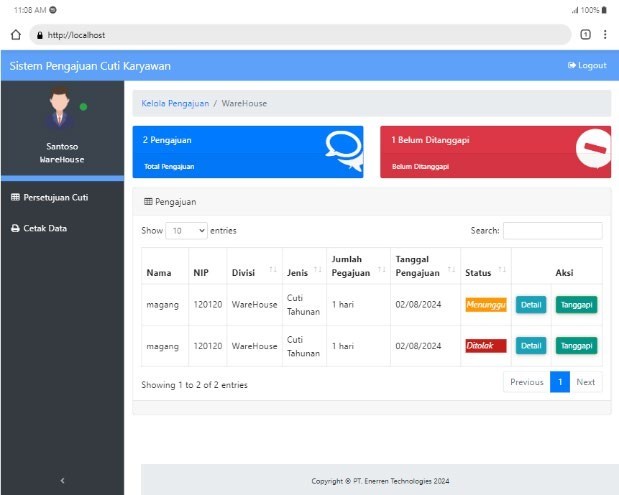 11:08 AM
100%
http://localhost
1
Sistem Pengajuan Cuti Karyawan
Logout
Santoso
WareHouse
Persetujuan Cuti
Cetak Data
Kelola Pengajuan / WareHouse
2 Pengajuan
Total Pengajuan
1 Belum Ditanggapi
Belum Ditanggapi
Pengajuan
Show 10 entries
Search:
Nama NIP Divisi Jenis Jumlah Pegajuan Tanggal Pengajuan Status Aksi
magang 120120 WareHouse Cuti Tahunan 1 hari 02/08/2024 Menunggu Detail Tanggapi
magang 120120 WareHouse Cuti Tahunan 1 hari 02/08/2024 Ditolak Detail Tanggapi
Showing 1 to 2 of 2 entries
Previous 1 Next
Copyright © PT. Enerren Technologies 2024